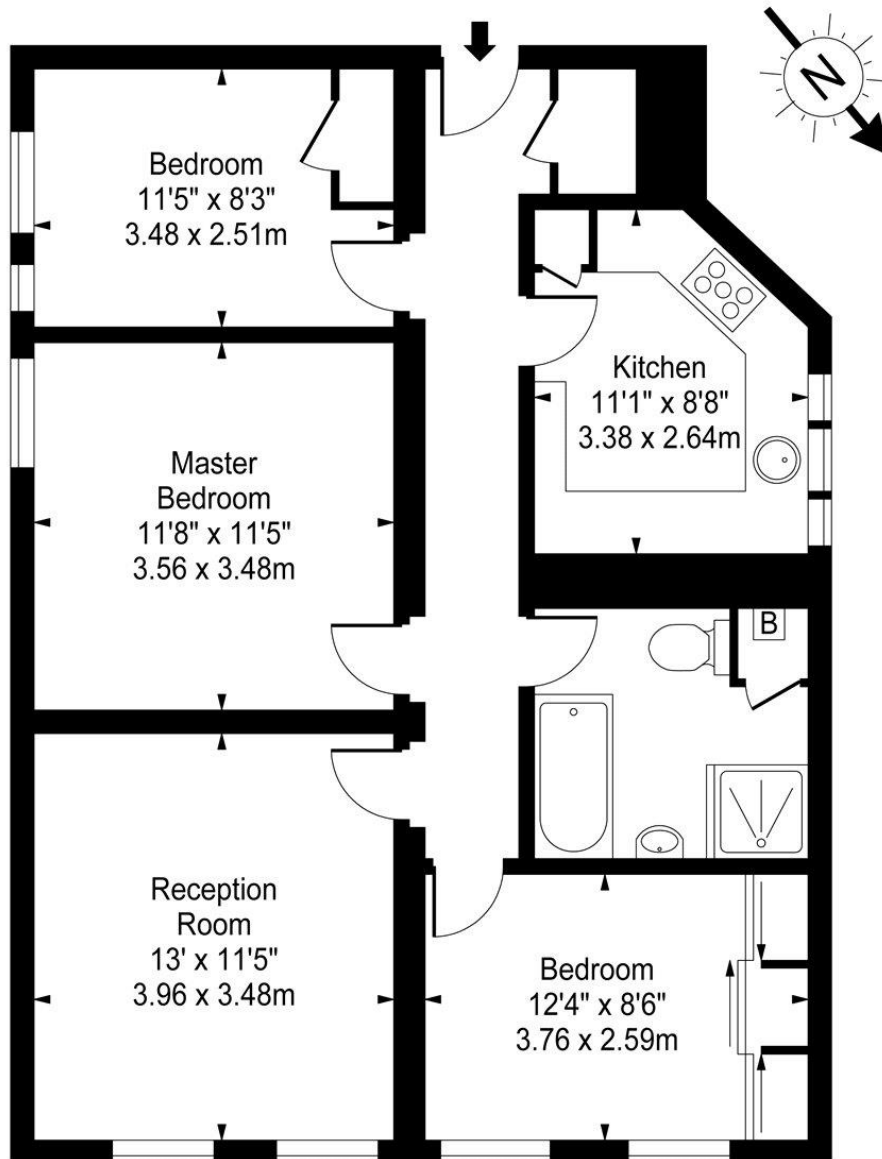 N
Bedroom
11'5" x 8'3"
3.48 x 2.51m
Kitchen
11'1" x 8'8"
3.38 x 2.64m
Master
Bedroom
11'8" x 11'5"
3.56 x 3.48m
B
Reception
Room
13' x 11'5"
3.96 x 3.48m
Bedroom
12'4" x 8'6"
3.76 x 2.59m